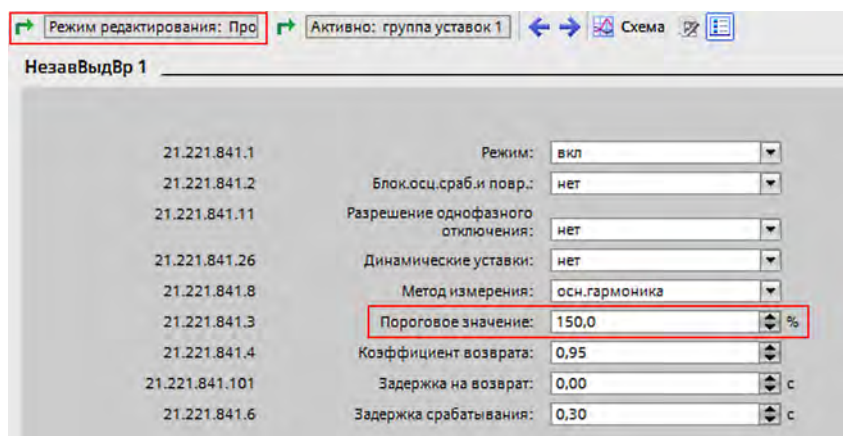 Режим редактирования: Про Активно: группа уставок 1 Схема
НезавВыдВр 1
21.221.841.1 Режим: вкл
21.221.841.2 Блок.осц.сраб.и повр.: нет
21.221.841.11 Разрешение однофазного
отключения: нет
21.221.841.26 Динамические уставки: нет
21.221.841.8 Метод измерения: осн.гармоника
21.221.841.3 Пороговое значение: 150,0 %
21.221.841.4 Коэффициент возврата: 0,95
21.221.841.101 Задержка на возврат: 0,00 с
21.221.841.6 Задержка срабатывания: 0,30 с